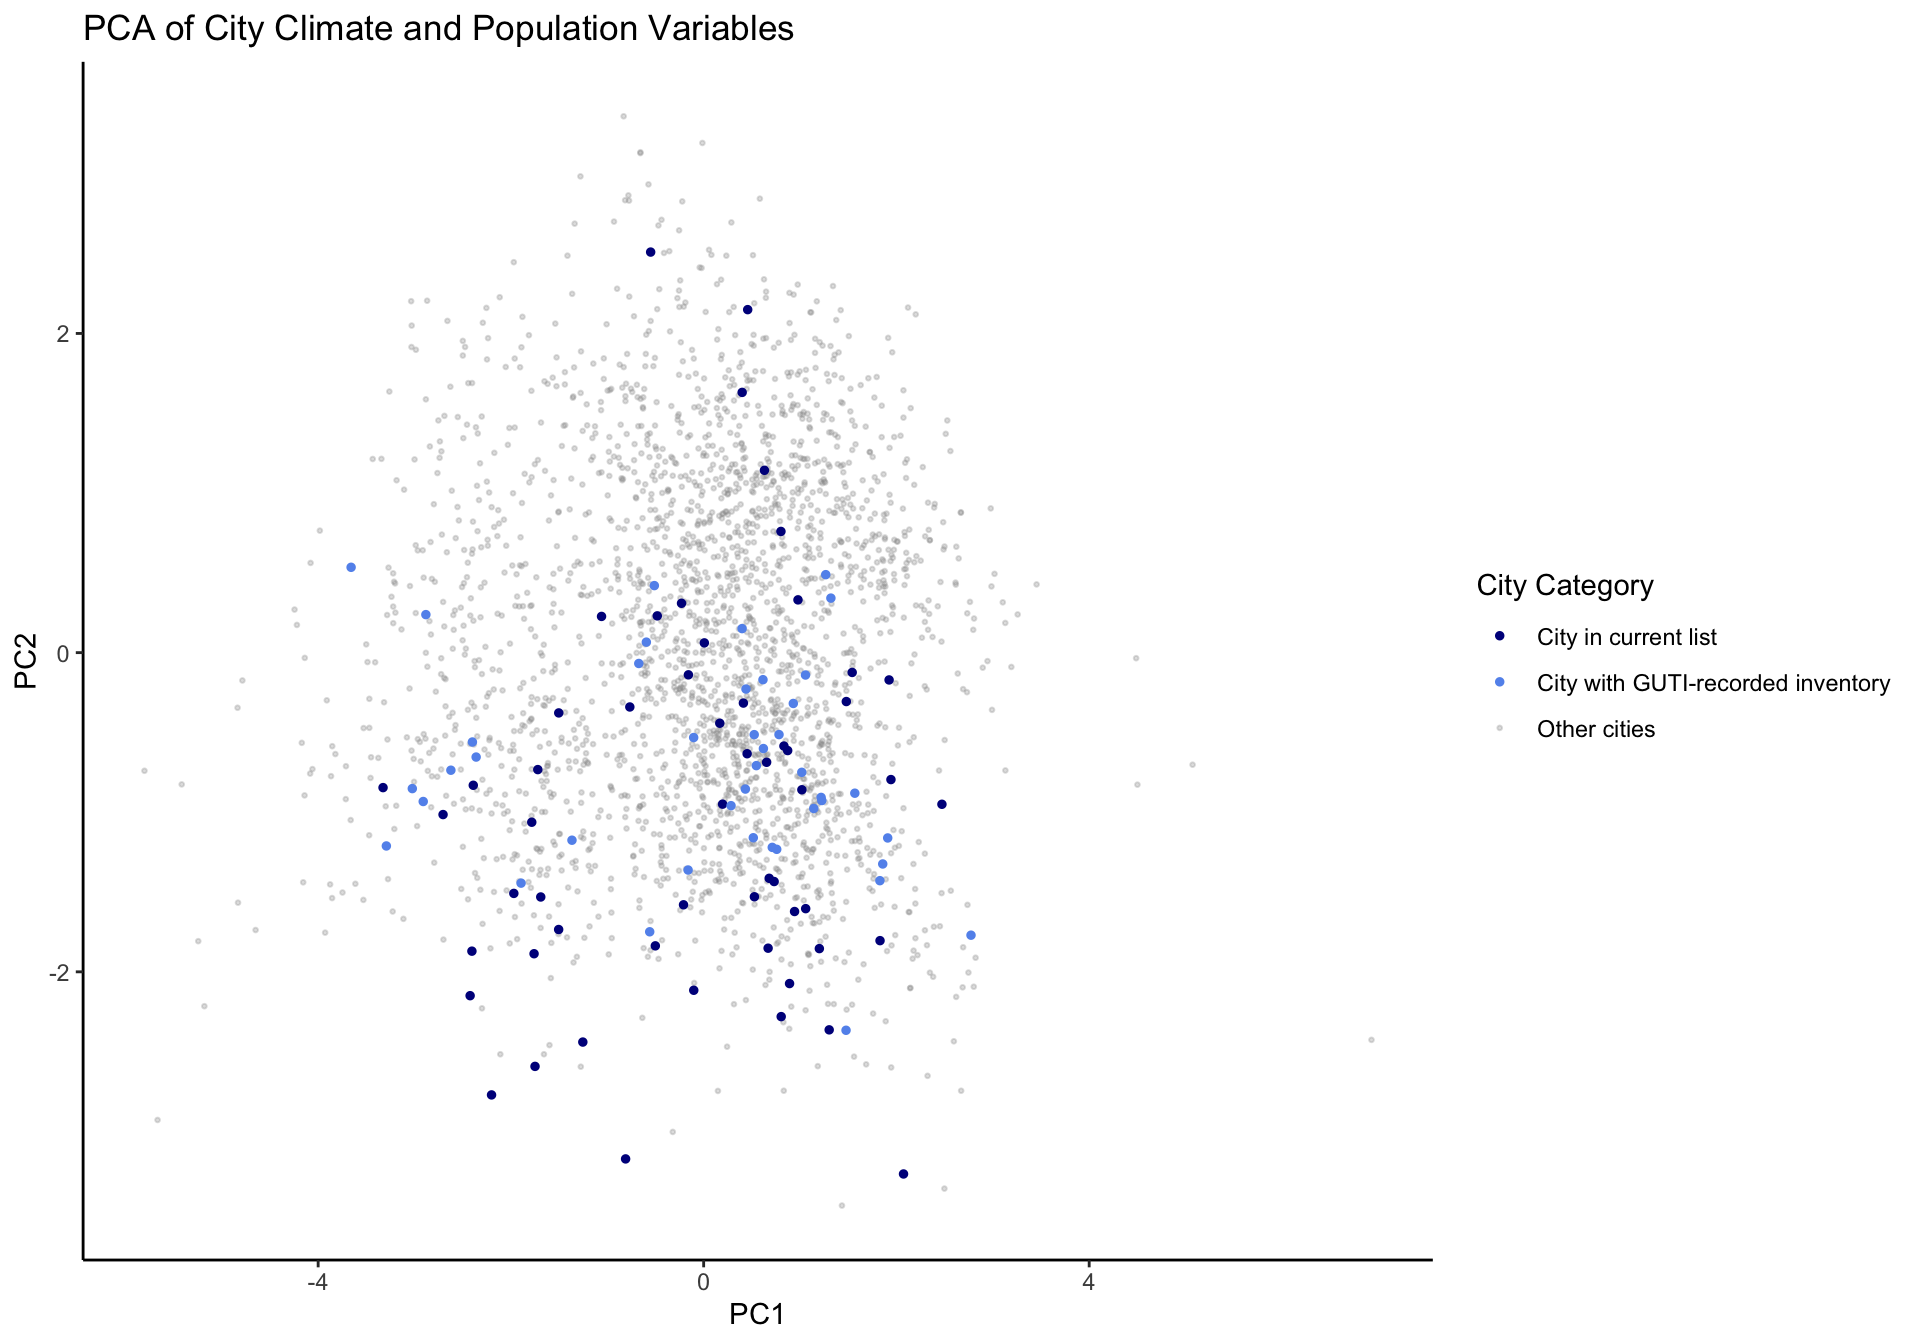 PCA of City Climate and Population Variables
2
0
-2
PC2
-4
0
4
PC1
City Category
City in current list
City with GUTI-recorded inventory
Other cities